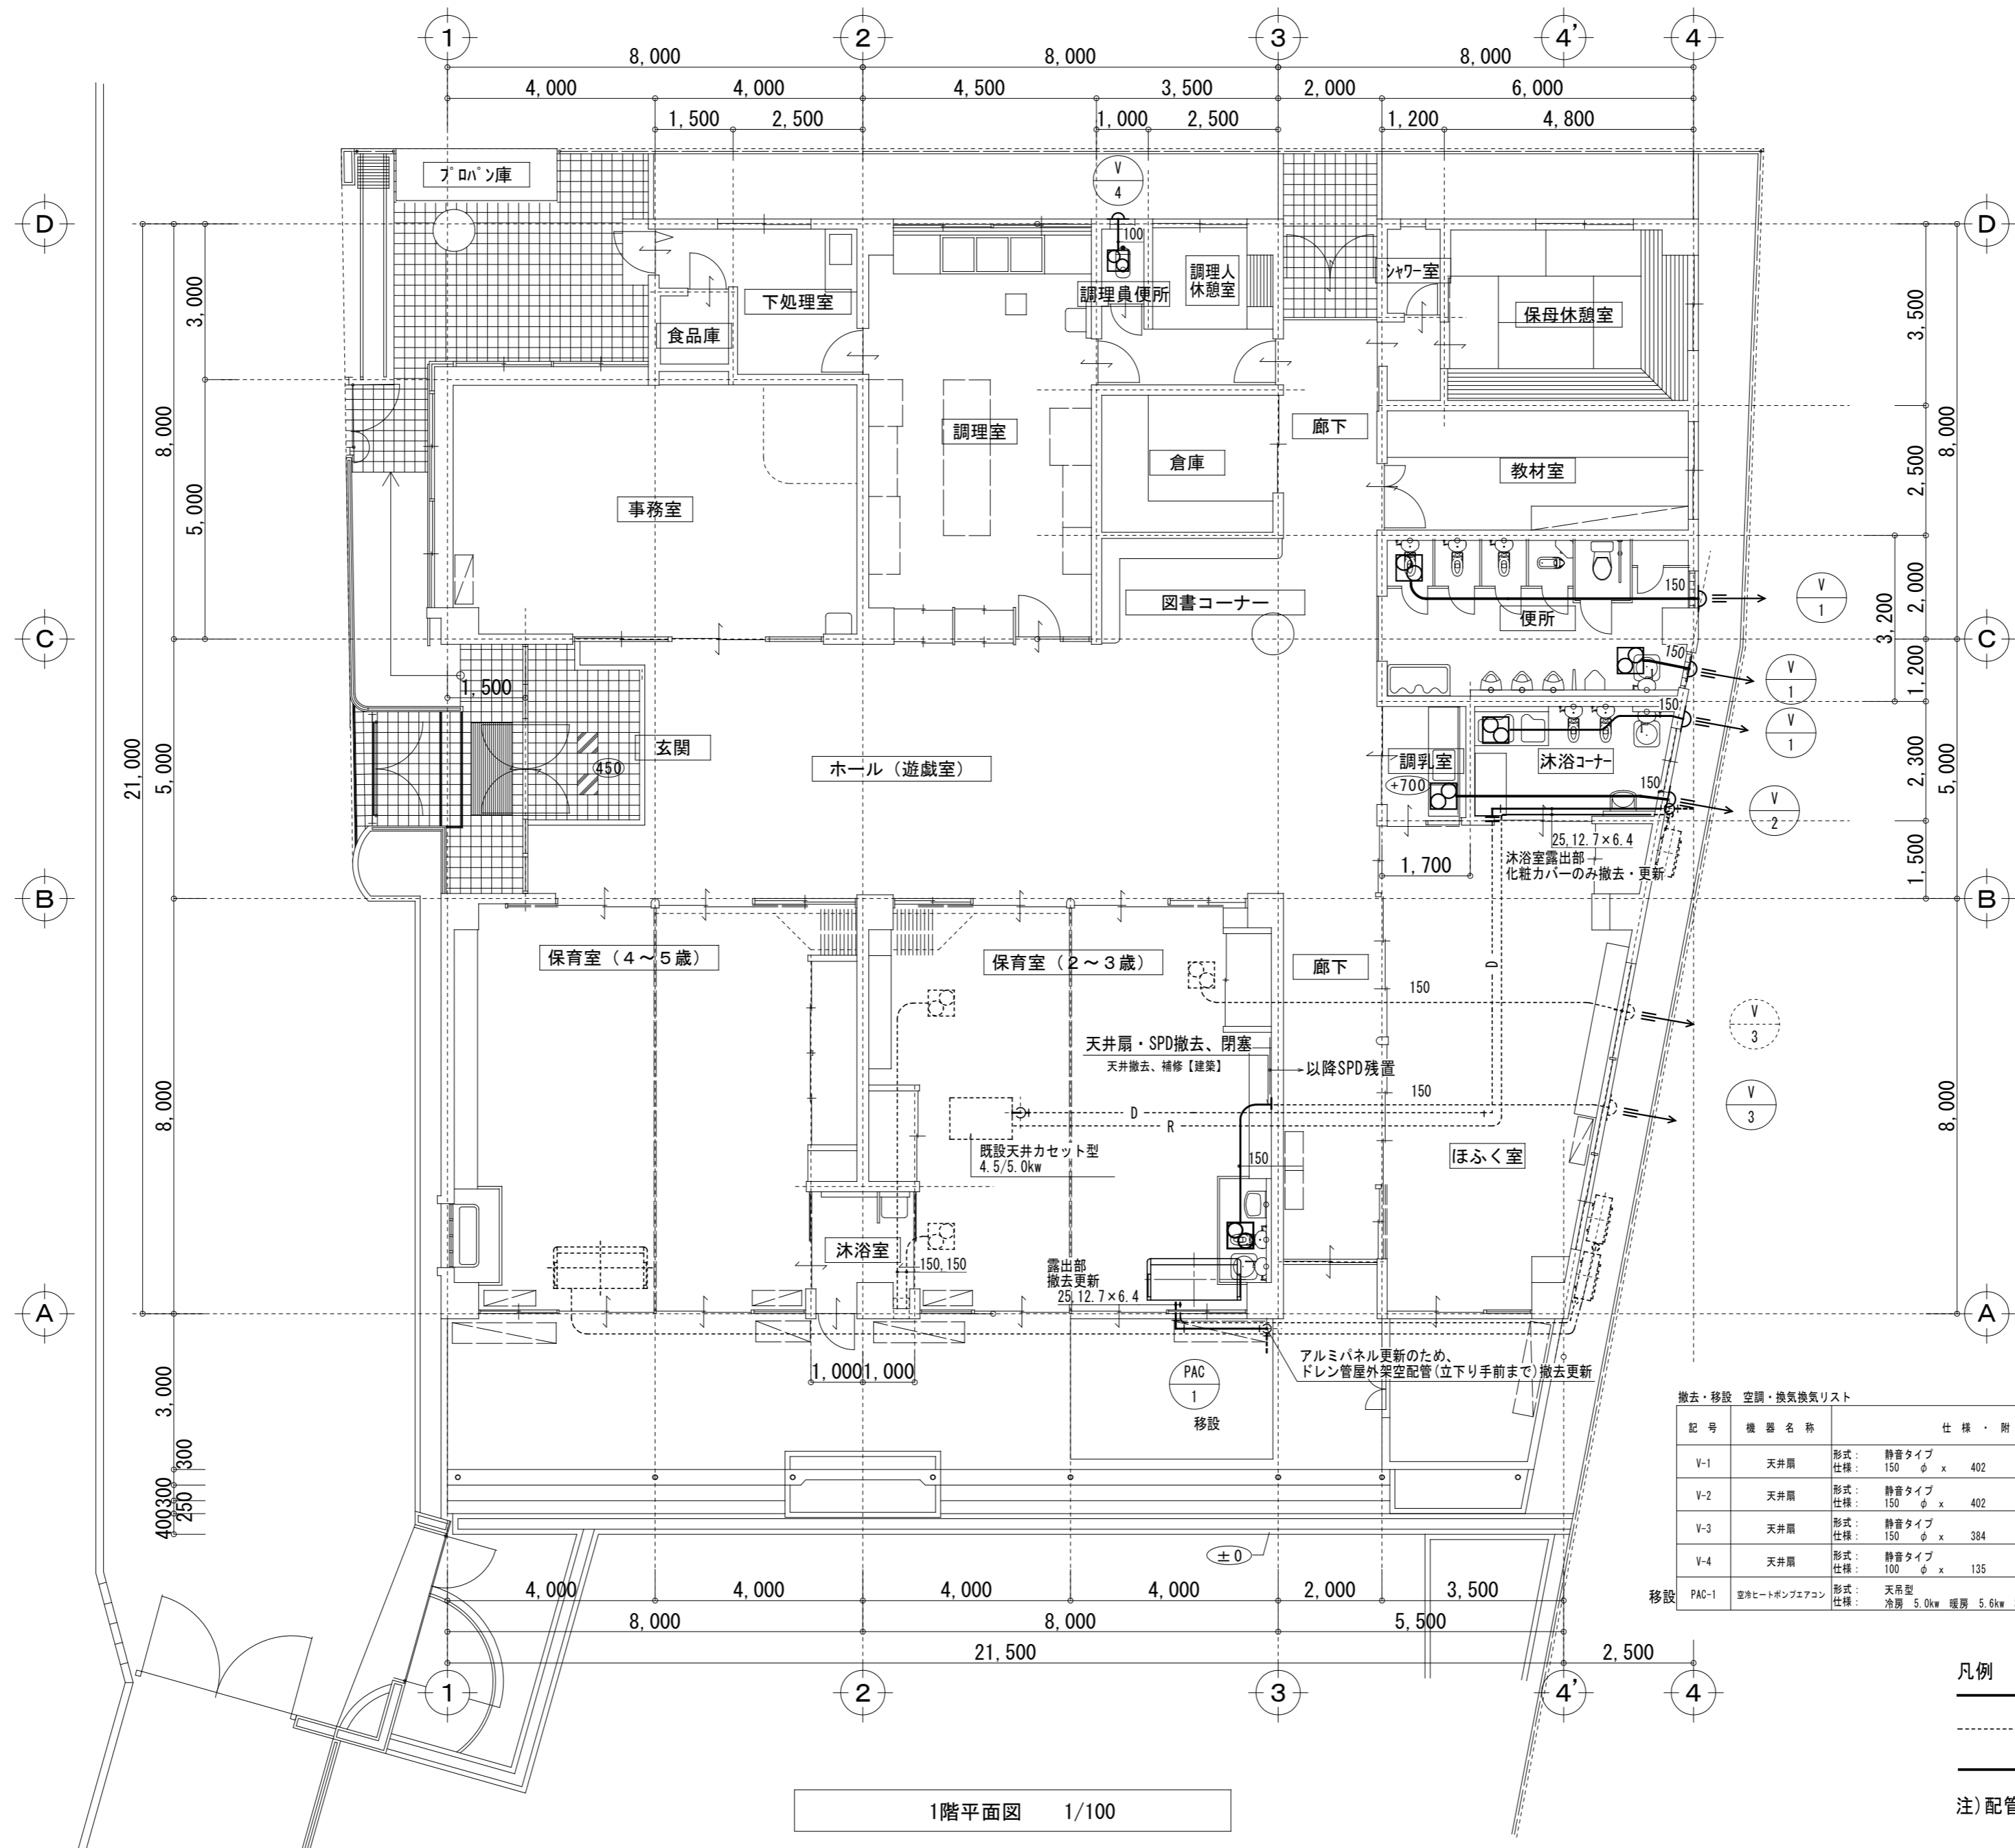 1
2
3
4'
4
8,000
8,000
8,000
4,000
4,000
4,500
3,500
2,000
6,000
1,500
2,500
1,000
2,500
1,200
4,800
プロパン庫
V
4
D
D
100
調理人
休憩室
シャワー室
下処理室
調理員便所
保母休憩室
食品庫
3,000
3,500
8,000
8,000
調理室
廊下
倉庫
教材室
2,500
5,000
事務室
150
V
1
2,000
図書コーナー
便所
3,200
C
C
150
1,200
V
1
1,500
150
V
1
玄関
450
ホール（遊戯室）
調乳室
沐浴コーナー
+700
150
V
2
2,300
5,000
21,000
5,000
25,12.7×6.4
沐浴室露出部
化粧カバーのみ撤去・更新
1,700
1,500
B
B
保育室（4～5歳）
保育室（2～3歳）
廊下
D
150
V
3
天井扇・SPD撤去、閉塞
天井撤去、補修【建築】
以降SPD残置
150
V
3
8,000
8,000
D
R
既設天井カセット型
4.5/5.0kw
150
ほふく室
沐浴室
150,150
露出部
撤去更新
25,12.7×6.4
A
A
アルミパネル更新のため、
ドレン管屋外架空配管(立下り手前まで)撤去更新
1,000
1,000
PAC
1
移設
3,000
300
300
400
250
±0
撤去・移設　空調・換気換気リスト
記号 機器名称 仕様・附
V-1 天井扇 形式： 静音タイプ
仕様： 150 φ x 402
V-2 天井扇 形式： 静音タイプ
仕様： 150 φ x 402
V-3 天井扇 形式： 静音タイプ
仕様： 150 φ x 384
V-4 天井扇 形式： 静音タイプ
仕様： 100 φ x 135
移設 PAC-1 空冷ヒートポンプエアコン 形式： 天吊型
仕様： 冷房 5.0kw 暖房 5.6kw
4,000
4,000
4,000
4,000
2,000
3,500
8,000
8,000
5,500
21,500
2,500
1
2
3
4'
4
凡例
注)配管
1階平面図　1/100